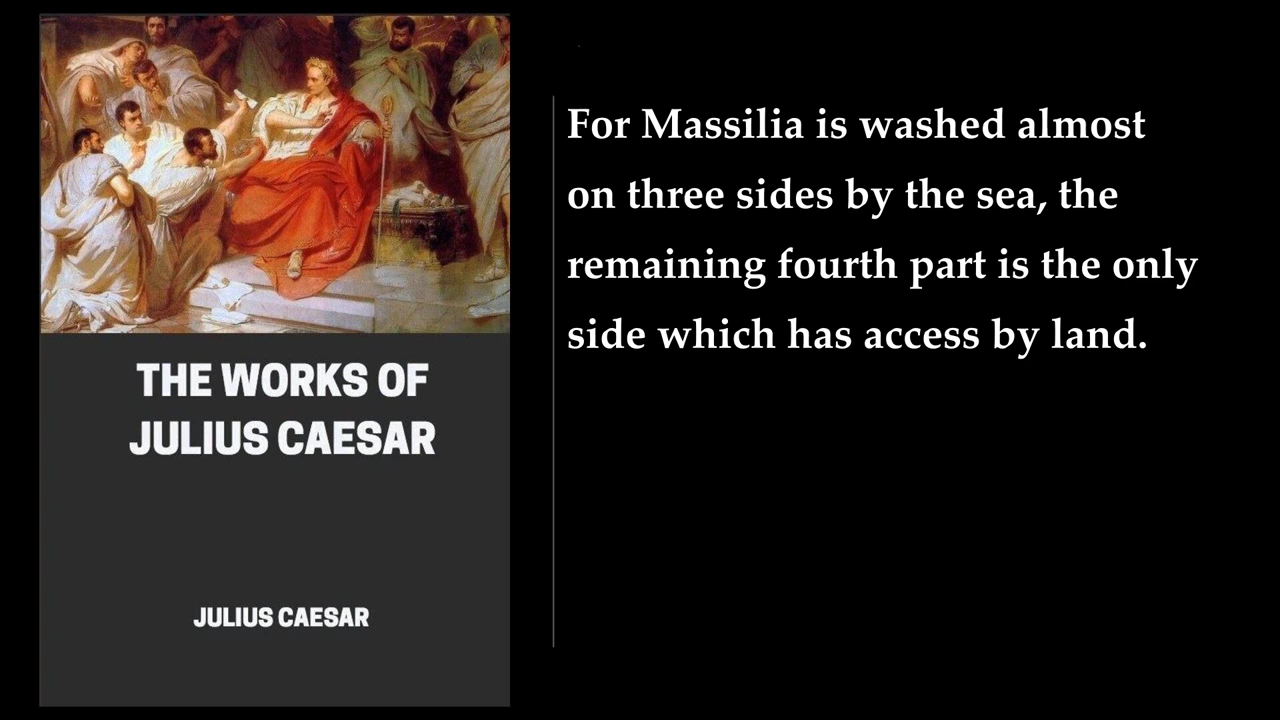 THE WORKS OF
JULIUS CAESAR
JULIUS CAESAR
For Massilia is washed almost
on three sides by the sea, the
remaining fourth part is the only
side which has access by land.